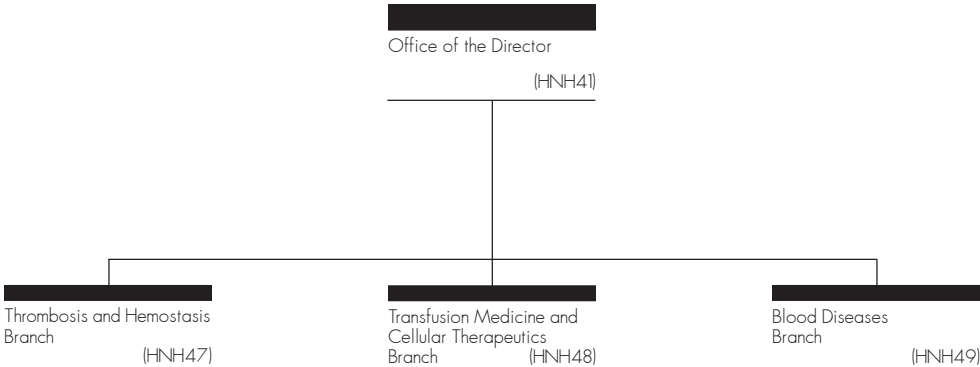 Office of the Director
(HNH41)
Thrombosis and Hemostasis
Branch
(HNH47)
Transfusion Medicine and
Cellular Therapeutics
Branch (HNH48)
Blood Diseases
Branch
(HNH49)